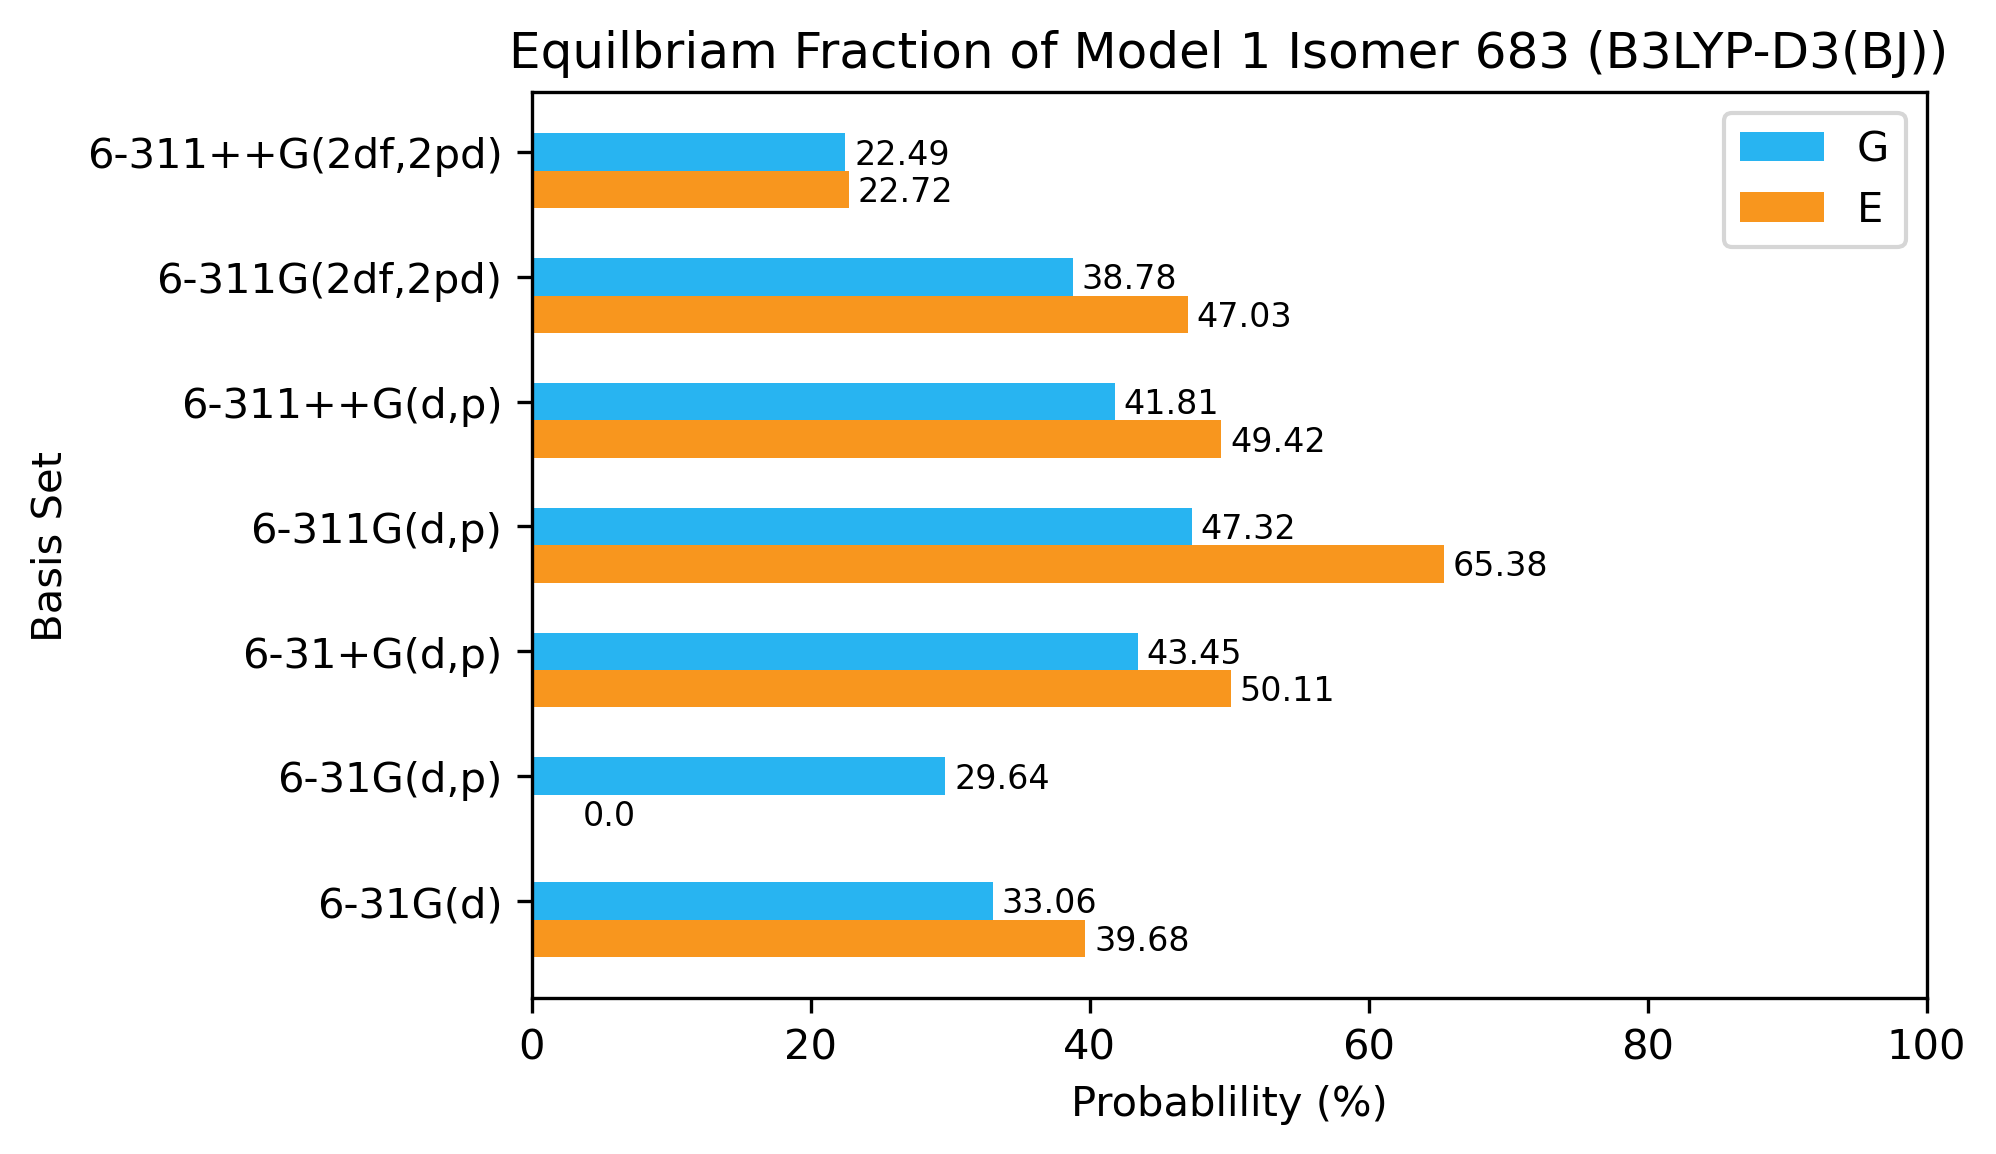 Equilbriam Fraction of Model 1 Isomer 683 (B3LYP-D3(BJ))
G
E
6-311++G(2df,2pd)
22.49
22.72
6-311G(2df,2pd)
38.78
47.03
6-311++G(d,p)
41.81
49.42
6-311G(d,p)
47.32
65.38
6-31+G(d,p)
43.45
50.11
6-31G(d,p)
29.64
0.0
6-31G(d)
33.06
39.68
Basis Set
0 20 40 60 80 100
Probablility (%)